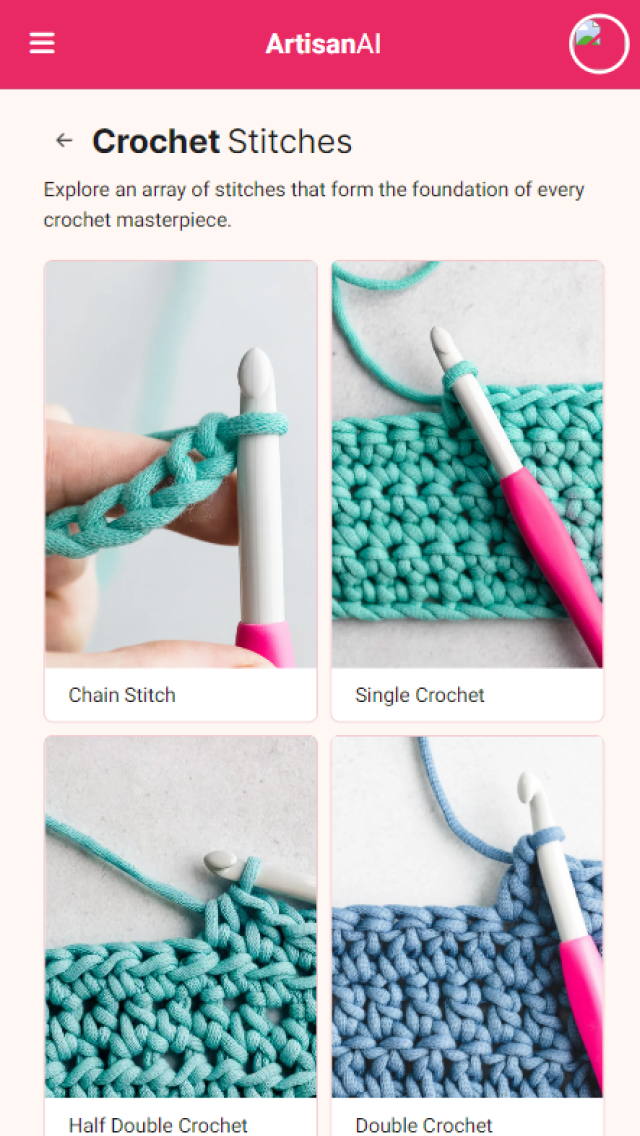 ArtisanAI
Crochet Stitches
Explore an array of stitches that form the foundation of every
crochet masterpiece.
Chain Stitch
Single Crochet
Half Double Crochet
Double Crochet